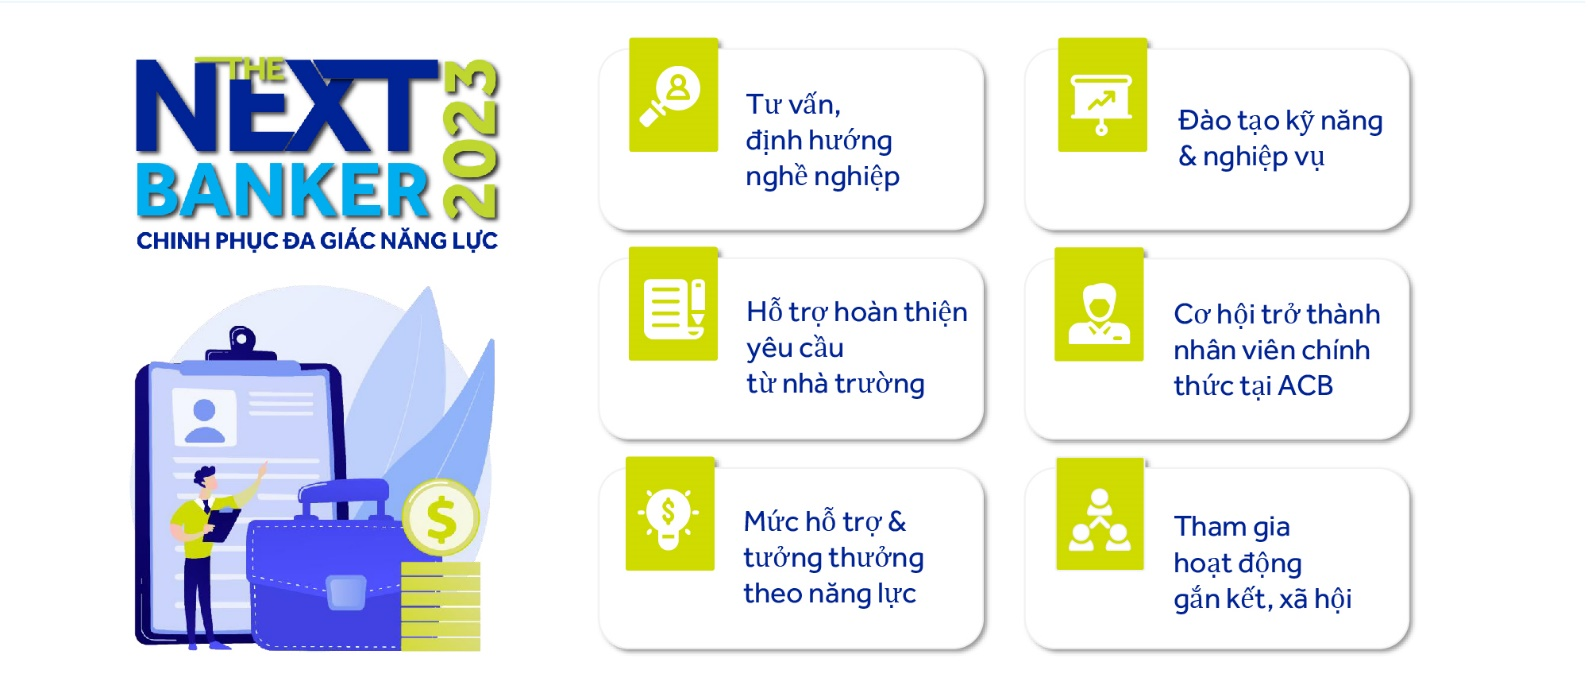 THE
NEXT
BANKER
2023
CHINH PHỤC ĐA GIÁC NĂNG LỰC
Tư vấn,
định hướng
nghề nghiệp
Đào tạo kỹ năng
& nghiệp vụ
Hỗ trợ hoàn thiện
yêu cầu
từ nhà trường
Cơ hội trở thành
nhân viên chính
thức tại ACB
Mức hỗ trợ &
tưởng thưởng
theo năng lực
Tham gia
hoạt động
gắn kết, xã hội
$
$